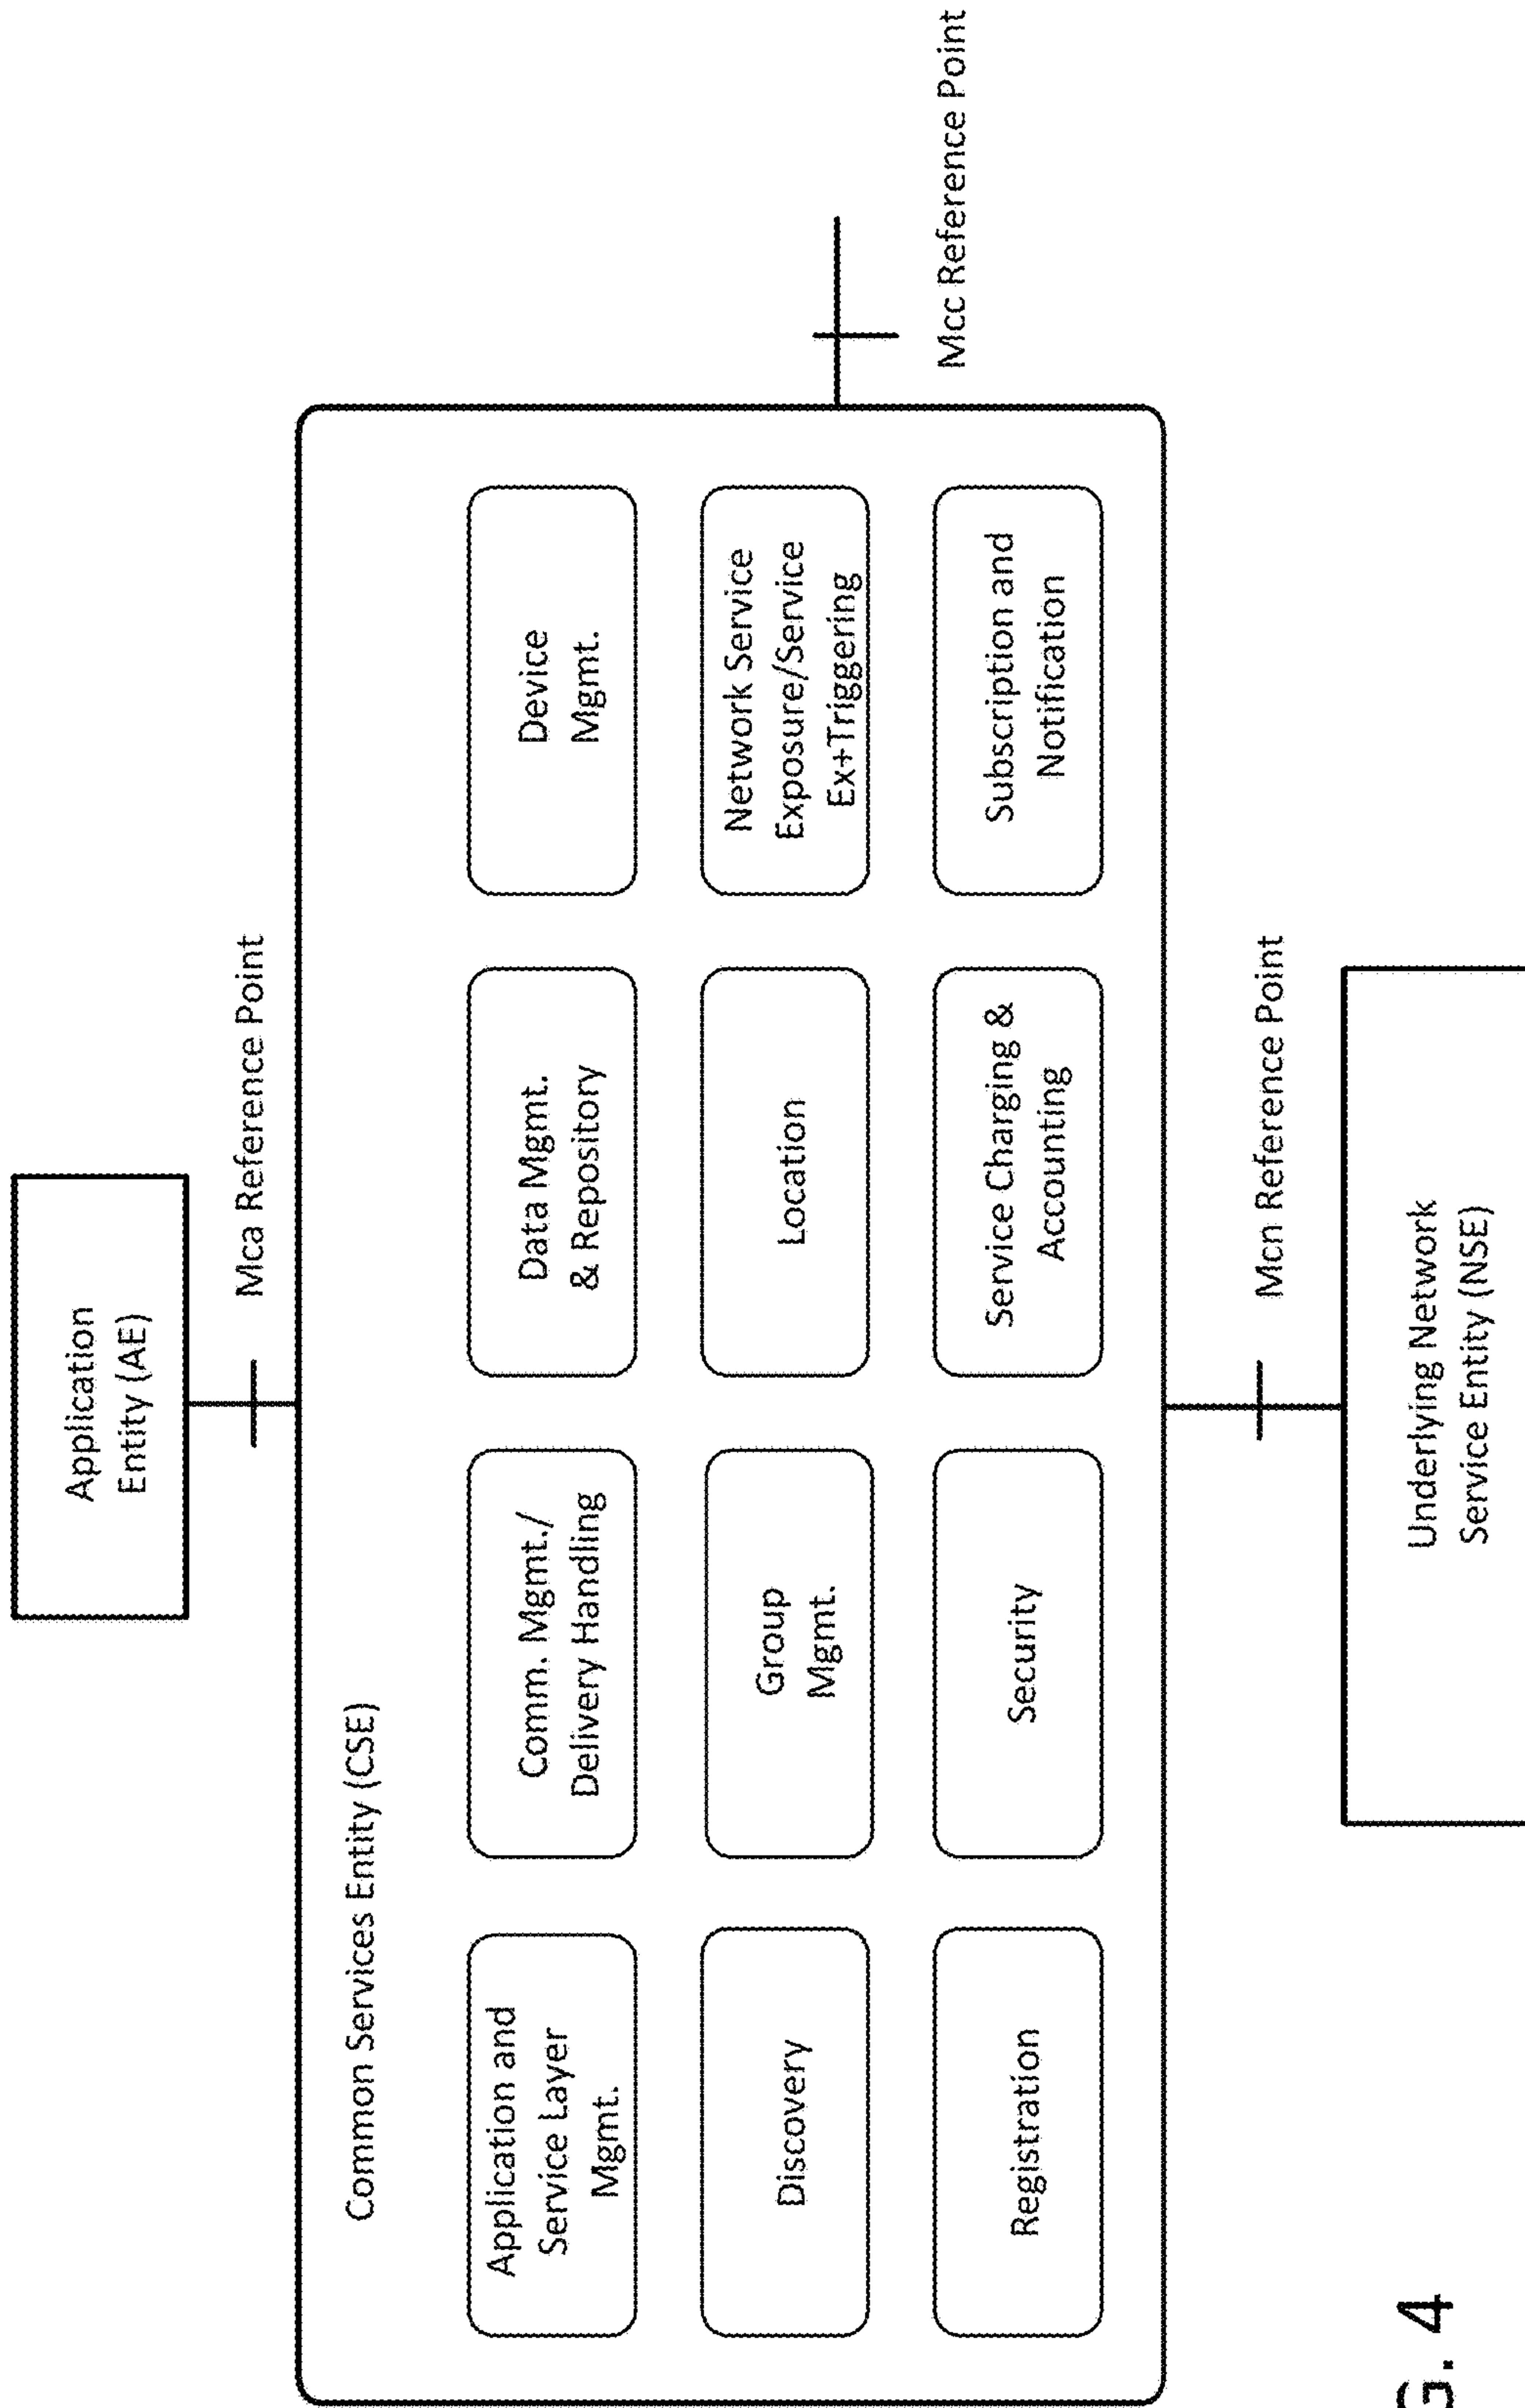 Application
Entity (AE)
Mca Reference Point
Common Services Entity (CSE)
Application and
Service Layer
Mgmt.
Comm. Mgmt./
Delivery Handling
Data Mgmt.
& Repository
Device
Mgmt.
Discovery
Group
Mgmt.
Location
Network Service
Exposure/Service
Ex+Triggering
Registration
Security
Service Charging &
Accounting
Subscription and
Notification
Mcc Reference Point
Mcn Reference Point
Underlying Network
Service Entity (NSE)
G. 4